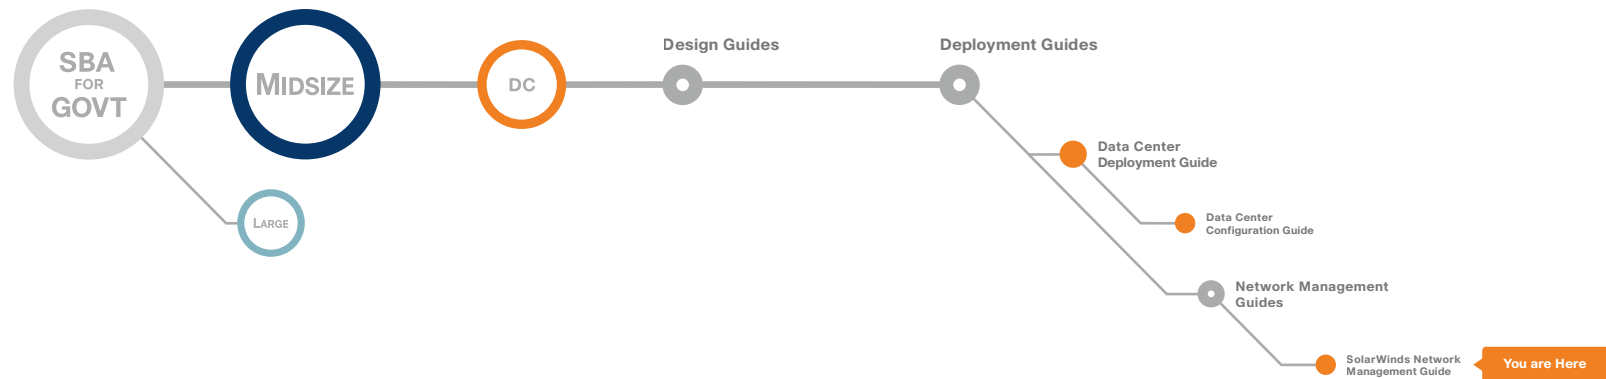 SBA
FOR
GOVT
MIDSIZE
DC
Design Guides
Deployment Guides
Data Center
Deployment Guide
LARGE
Data Center
Configuration Guide
Network Management
Guides
SolarWinds Network
Management Guide
You are Here